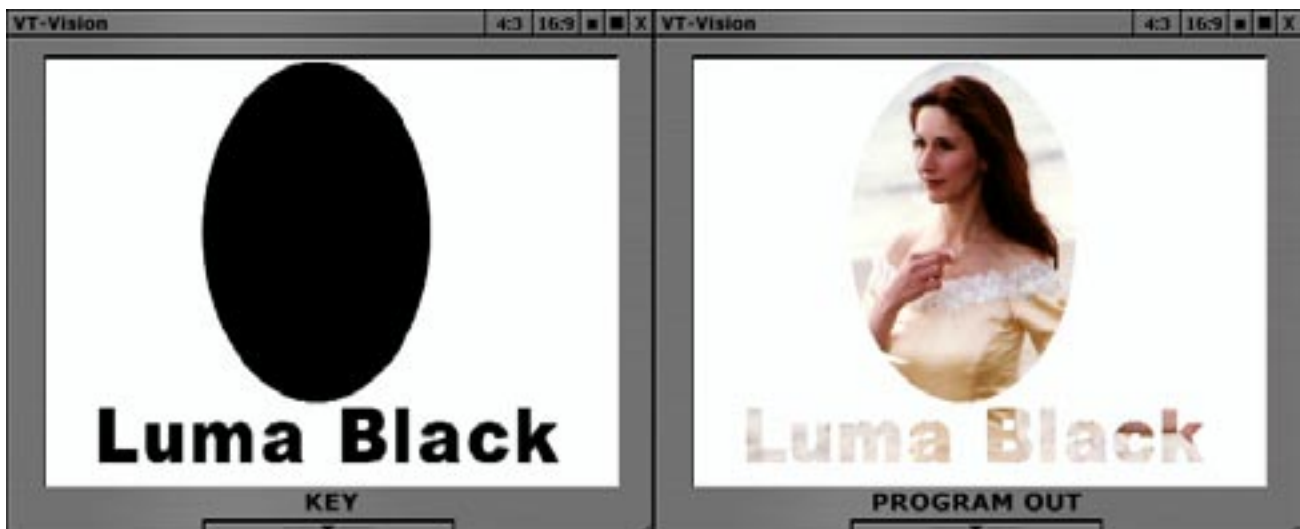 VT-Vision 4:3 16:9 X
Luma Black
KEY
VT-Vision 4:3 16:9 X
Luma Black
PROGRAM OUT